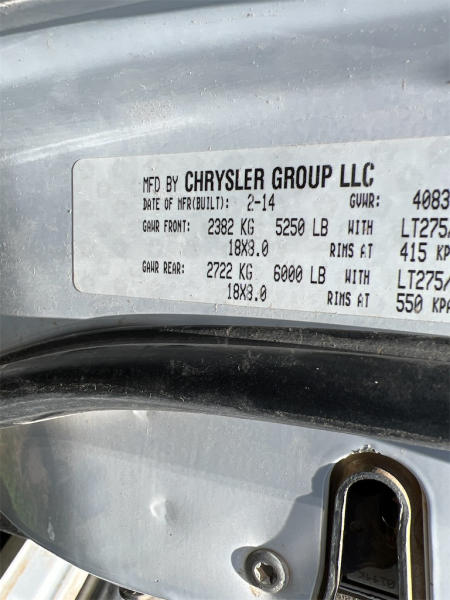 MFD BY CHRYSLER GROUP LLC
DATE OF MFR(BUILT): 2-14 GVWR: 4083
GAWR FRONT: 2382 KG 5250 LB WITH LT275/
18X8.0 RIMS AT 415 KP
GAWR REAR: 2722 KG 6000 LB WITH LT275/
18X8.0 RIMS AT 550 KPA